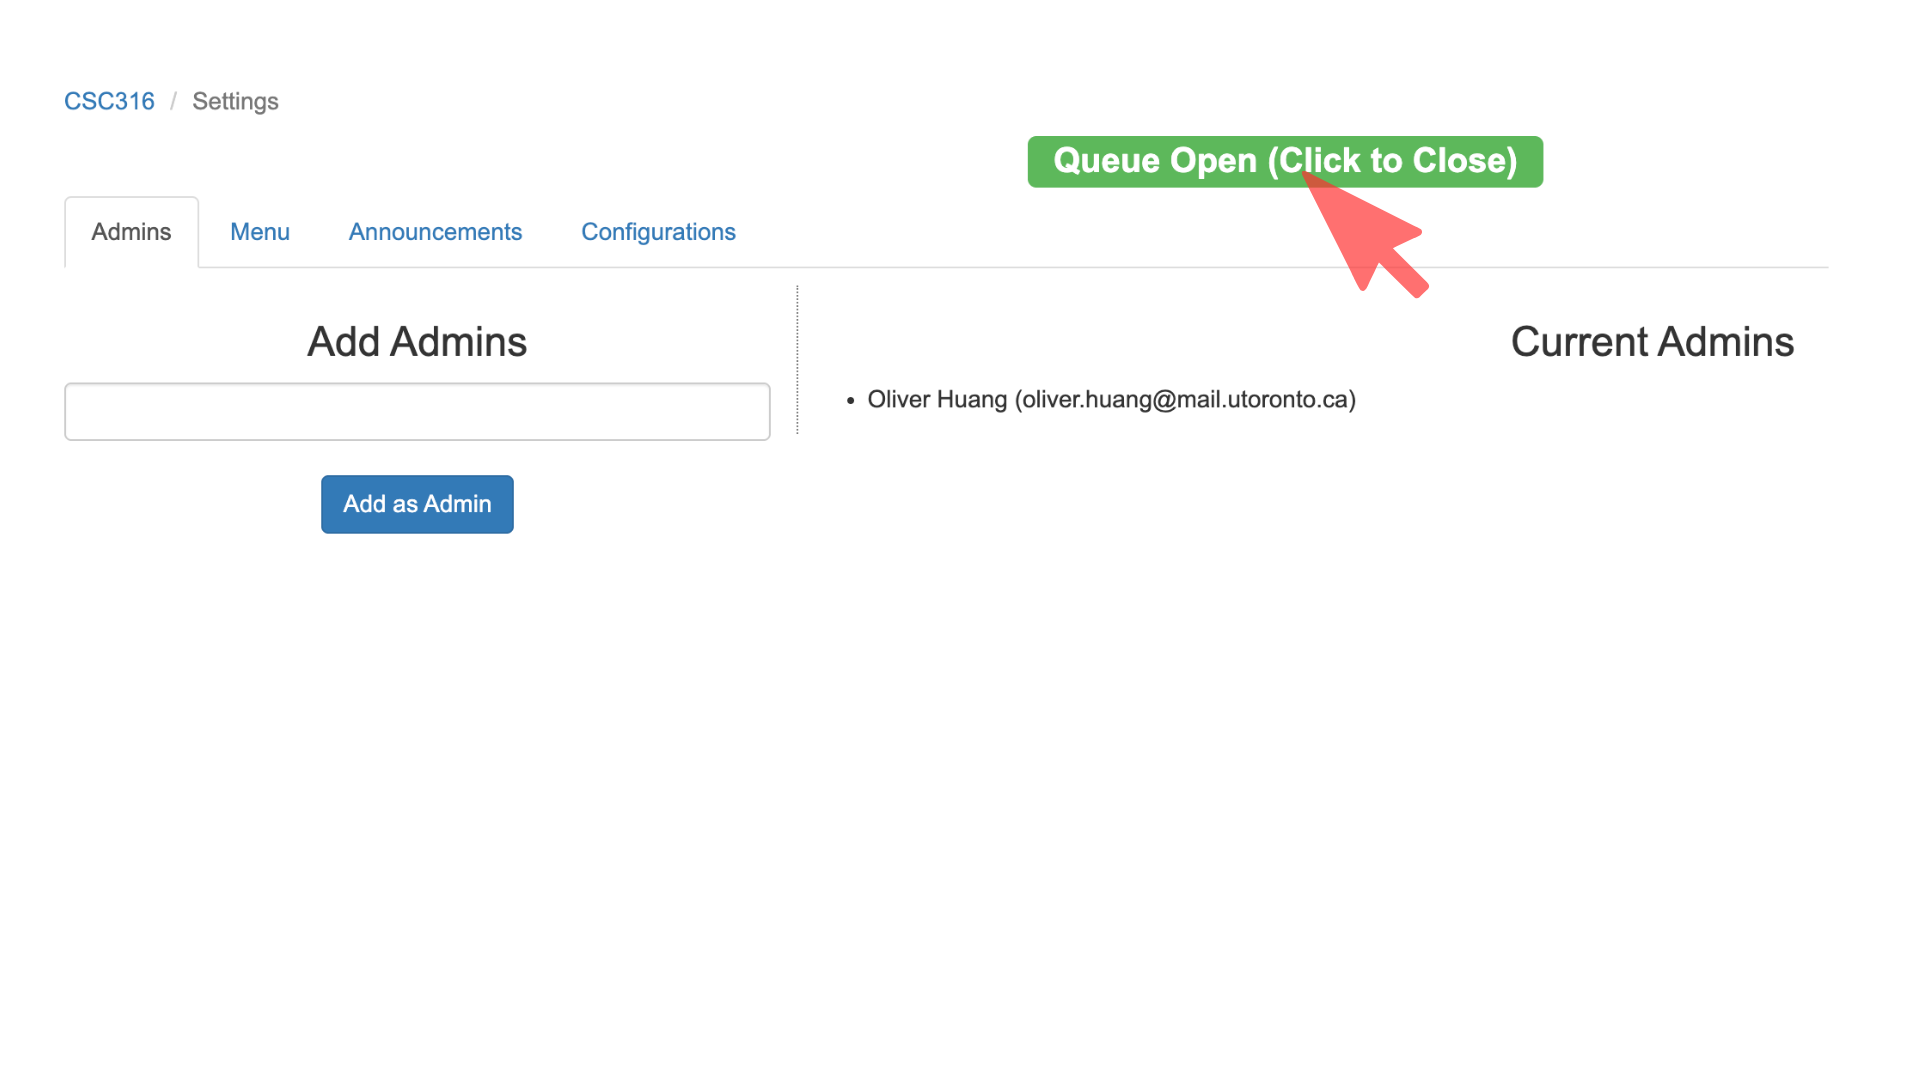 CSC316 / Settings
Queue Open (Click to Close)
Admins Menu Announcements Configurations
Add Admins
Current Admins
• Oliver Huang (oliver.huang@mail.utoronto.ca)
Add as Admin